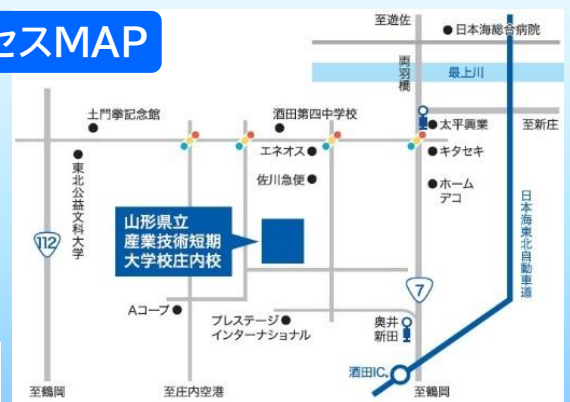 セスMAP
至遊佐
日本海総合病院
両羽橋
最上川
土門拳記念館
酒田第四中学校
太平興業
至新庄
エネオス
キタセキ
東北公益文科大学
佐川急便
ホーム
デコ
日本海東北自動車道
山形県立
産業技術短期
大学校庄内校
112
7
Aコープ
プレステージ
インターナショナル
奥井
新田
酒田IC.
至鶴岡
至庄内空港
至鶴岡